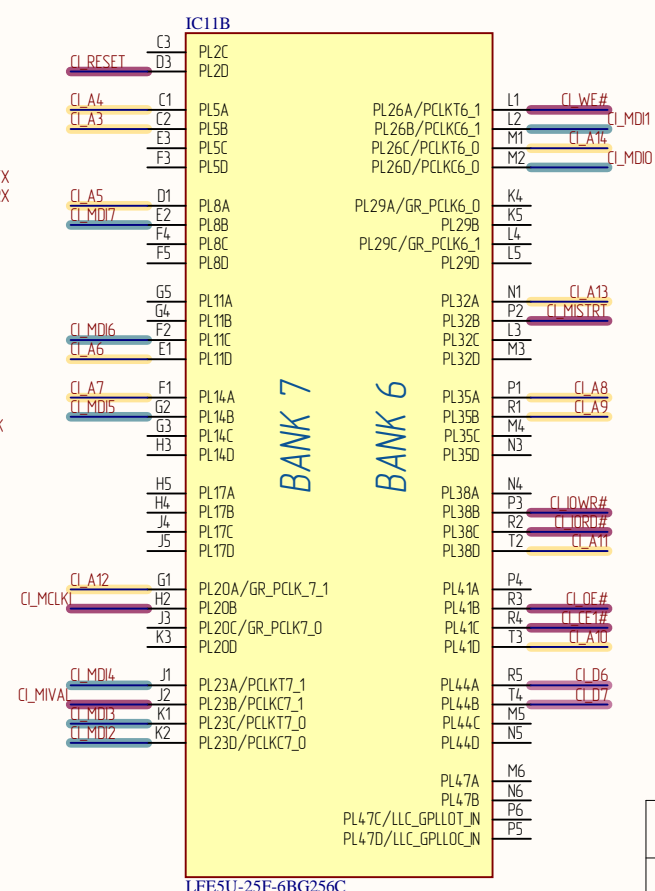 IC11B
C3 PL2C
CI_RESET D3 PL2D
CI_A4 C1 PL5A PL26A/PCLKT6_1 L1 CI_WE#
CI_A3 C2 PL5B PL26B/PCLKC6_1 L2 CI_MDI1
E3 PL5C PL26C/PCLKT6_0 M1 CI_A14
F3 PL5D PL26D/PCLKC6_0 M2 CI_MDI0
X
CI_A5 D1 PL8A PL29A/GR_PCLK6_0 K4
2X
CI_MDI7 E2 PL8B PL29B K5
F4 PL8C PL29C/GR_PCLK6_1 L4
F5 PL8D PL29D L5
G5 PL11A PL32A N1 CI_A13
G4 PL11B PL32B P2 CI_MISTRT
CI_MDI6 F2 PL11C PL32C L3
CI_A6 E1 PL11D PL32D M3
CI_A7 F1 PL14A PL35A P1 CI_A8
CI_MDI5 G2 PL14B PL35B R1 CI_A9
G3 PL14C PL35C M4
H3 PL14D PL35D N3
BANK 7 BANK 6
H5 PL17A PL38A N4
H4 PL17B PL38B P3 CI_IOWR#
J4 PL17C PL38C R2 CI_IORD#
J5 PL17D PL38D T2 CI_A11
CI_A12 G1 PL20A/GR_PCLK_7_1 PL41A P4
CI_MCLKI H2 PL20B PL41B R3 CI_OE#
J3 PL20C/GR_PCLK7_0 PL41C R4 CI_CE1#
K3 PL20D PL41D T3 CI_A10
CI_MDI4 J1 PL23A/PCLKT7_1 PL44A R5 CI_D6
CI_MIVAL J2 PL23B/PCLKC7_1 PL44B T4 CI_D7
CI_MDI3 K1 PL23C/PCLKT7_0 PL44C M5
CI_MDI2 K2 PL23D/PCLKC7_0 PL44D N5
PL47A M6
PL47B N6
PL47C/LLC_GPLL0T_IN P6
PL47D/LLC_GPLL0C_IN P5
LFE5U-25F-6BG256C